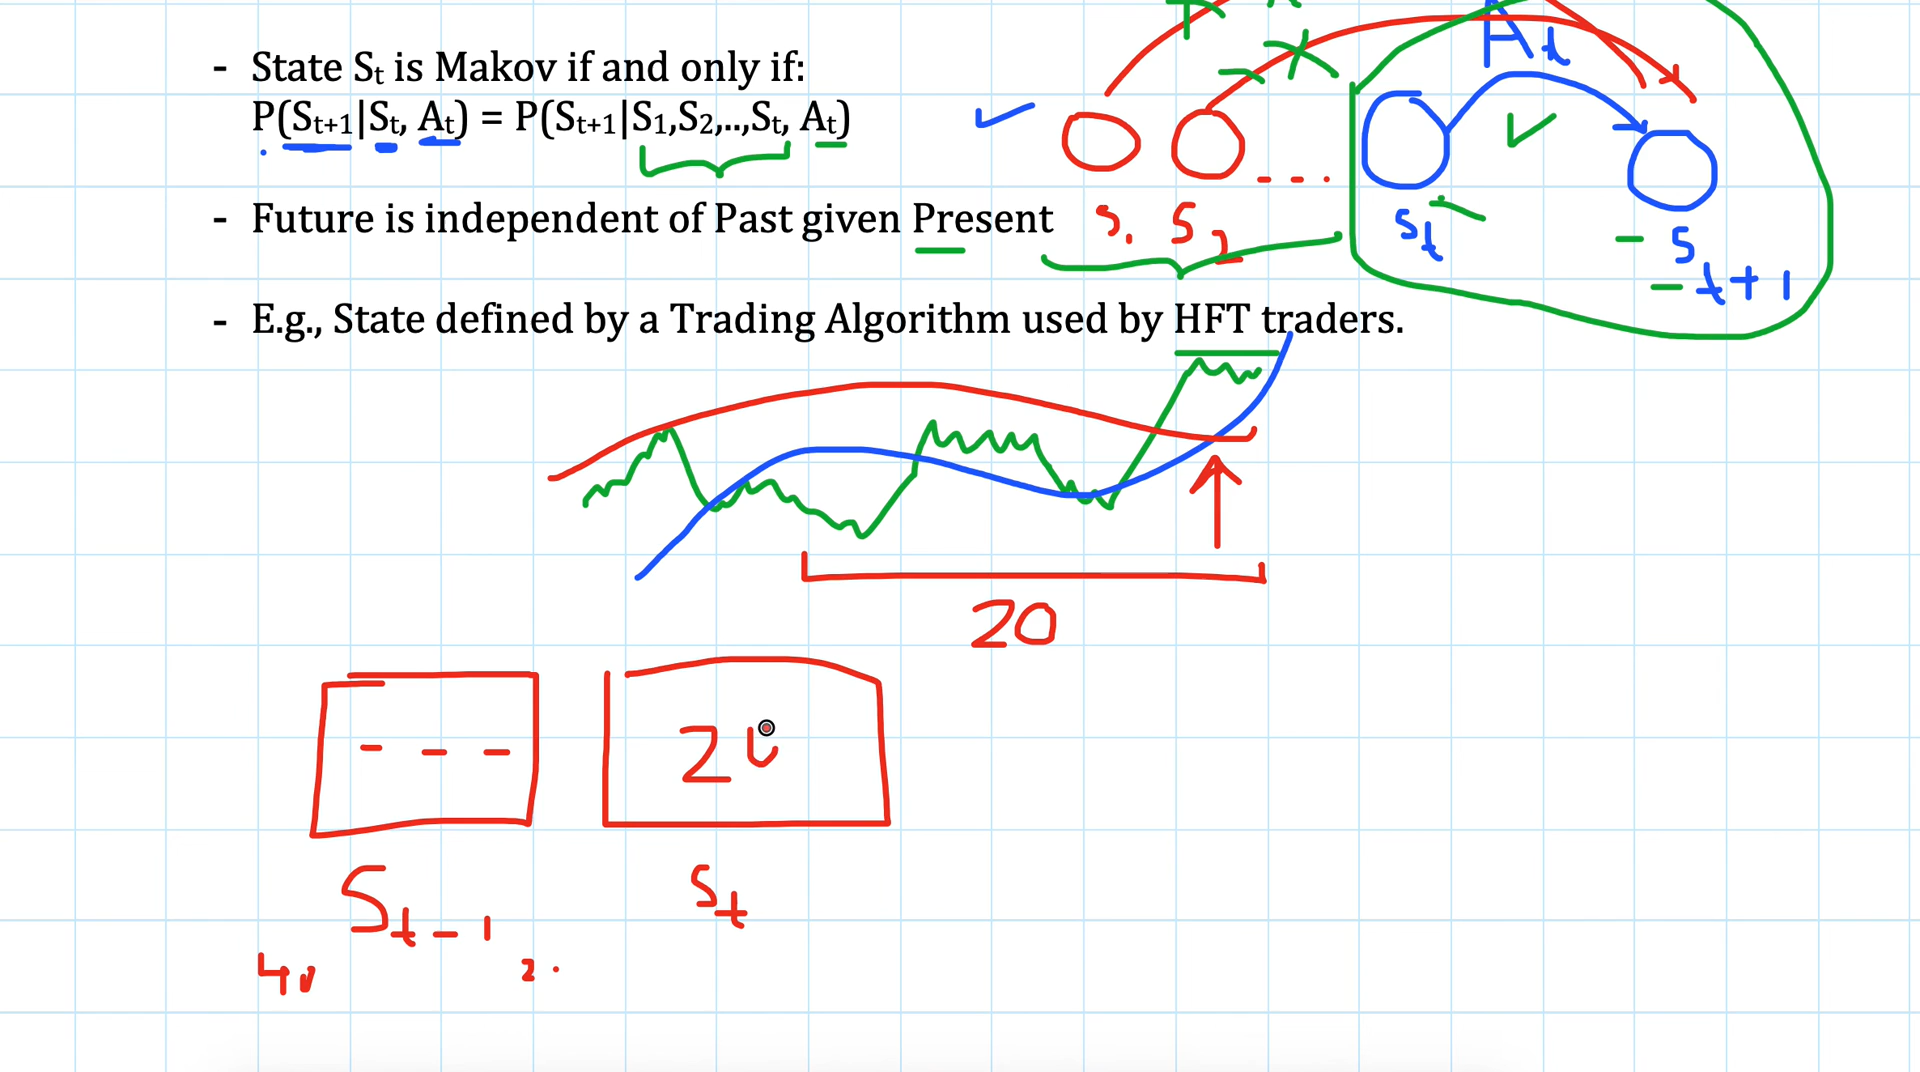 - State Sₜ is Makov if and only if:
P(Sₜ₊₁|Sₜ, Aₜ) = P(Sₜ₊₁|S₁,S₂,..,Sₜ, Aₜ)
- Future is independent of Past given Present
- E.g., State defined by a Trading Algorithm used by HFT traders.
At
S1 S2 ... St St+1
20
20
St-1 St